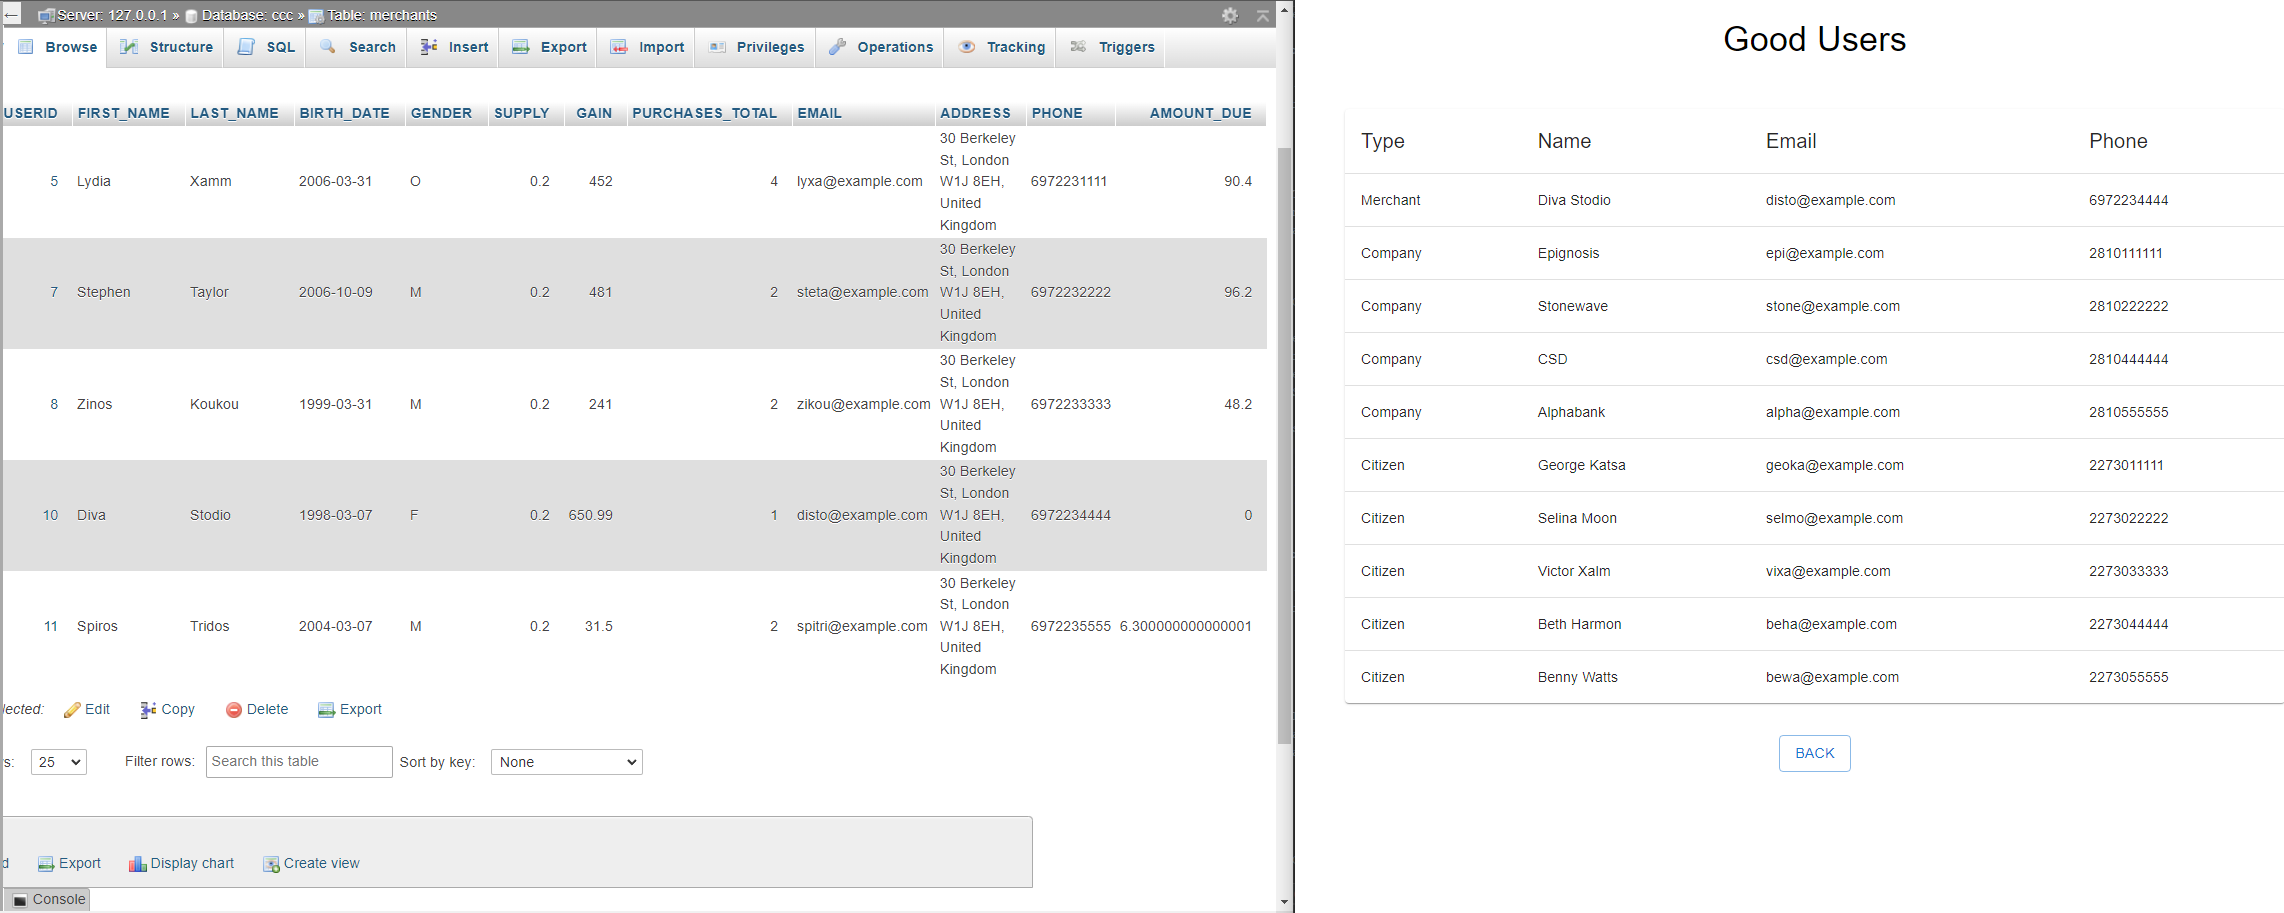 Server: 127.0.0.1 » Database: ccc » Table: merchants
Browse Structure SQL Search Insert Export Import Privileges Operations Tracking Triggers
USERID FIRST_NAME LAST_NAME BIRTH_DATE GENDER SUPPLY GAIN PURCHASES_TOTAL EMAIL ADDRESS PHONE AMOUNT_DUE
30 Berkeley
St, London
5 Lydia Xamm 2006-03-31 O 0.2 452 4 lyxa@example.com W1J 8EH, 6972231111 90.4
United
Kingdom
30 Berkeley
St, London
7 Stephen Taylor 2006-10-09 M 0.2 481 2 steta@example.com W1J 8EH, 6972232222 96.2
United
Kingdom
30 Berkeley
St, London
8 Zinos Koukou 1999-03-31 M 0.2 241 2 zikou@example.com W1J 8EH, 6972233333 48.2
United
Kingdom
30 Berkeley
St, London
10 Diva Stodio 1998-03-07 F 0.2 650.99 1 disto@example.com W1J 8EH, 6972234444 0
United
Kingdom
30 Berkeley
St, London
11 Spiros Tridos 2004-03-07 M 0.2 31.5 2 spitri@example.com W1J 8EH, 6972235555 6.300000000000001
United
Kingdom
lected: Edit Copy Delete Export
s: 25 Filter rows: Search this table Sort by key: None
d Export Display chart Create view
Console
Good Users
Type Name Email Phone
Merchant Diva Stodio disto@example.com 6972234444
Company Epignosis epi@example.com 2810111111
Company Stonewave stone@example.com 2810222222
Company CSD csd@example.com 2810444444
Company Alphabank alpha@example.com 2810555555
Citizen George Katsa geoka@example.com 2273011111
Citizen Selina Moon selmo@example.com 2273022222
Citizen Victor Xalm vixa@example.com 2273033333
Citizen Beth Harmon beha@example.com 2273044444
Citizen Benny Watts bewa@example.com 2273055555
BACK